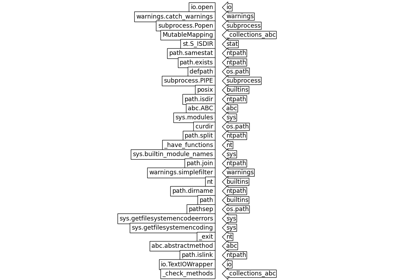 io.open io
warnings.catch_warnings warnings
subprocess.Popen subprocess
MutableMapping _collections_abc
st.S_ISDIR stat
path.samestat ntpath
path.exists ntpath
defpath os.path
subprocess.PIPE subprocess
posix builtins
path.isdir ntpath
abc.ABC abc
sys.modules sys
curdir os.path
path.split ntpath
_have_functions nt
sys.builtin_module_names sys
path.join ntpath
warnings.simplefilter warnings
nt builtins
path.dirname ntpath
path builtins
pathsep os.path
sys.getfilesystemencodeerrors sys
sys.getfilesystemencoding sys
_exit nt
abc.abstractmethod abc
path.islink ntpath
io.TextIOWrapper io
_check_methods _collections_abc